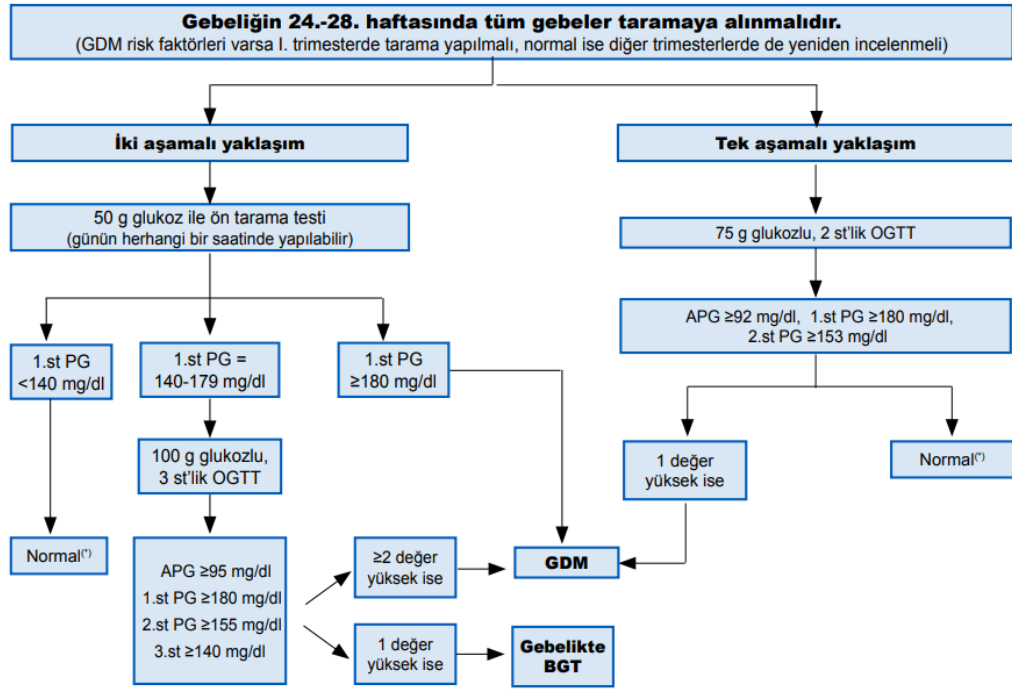 Gebeliğin 24.-28. haftasında tüm gebeler taramaya alınmalıdır.
(GDM risk faktörleri varsa I. trimesterde tarama yapılmalı, normal ise diğer trimesterlerde de yeniden incelenmeli)
İki aşamalı yaklaşım
50 g glukoz ile ön tarama testi
(günün herhangi bir saatinde yapılabilir)
1.st PG
<140 mg/dl
1.st PG =
140-179 mg/dl
1.st PG
≥180 mg/dl
100 g glukozlu,
3 st'lik OGTT
Normal(*)
APG ≥95 mg/dl
1.st PG ≥180 mg/dl
2.st PG ≥155 mg/dl
3.st ≥140 mg/dl
≥2 değer
yüksek ise
1 değer
yüksek ise
GDM
Gebelikte
BGT
Tek aşamalı yaklaşım
75 g glukozlu, 2 st'lik OGTT
APG ≥92 mg/dl, 1.st PG ≥180 mg/dl,
2.st PG ≥153 mg/dl
1 değer
yüksek ise
Normal(*)